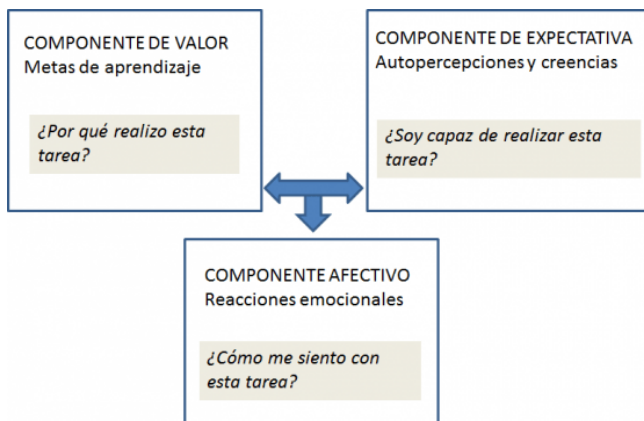 COMPONENTE DE VALOR
Metas de aprendizaje
¿Por qué realizo esta
tarea?
COMPONENTE DE EXPECTATIVA
Autopercepciones y creencias
¿Soy capaz de realizar esta
tarea?
COMPONENTE AFECTIVO
Reacciones emocionales
¿Cómo me siento con
esta tarea?